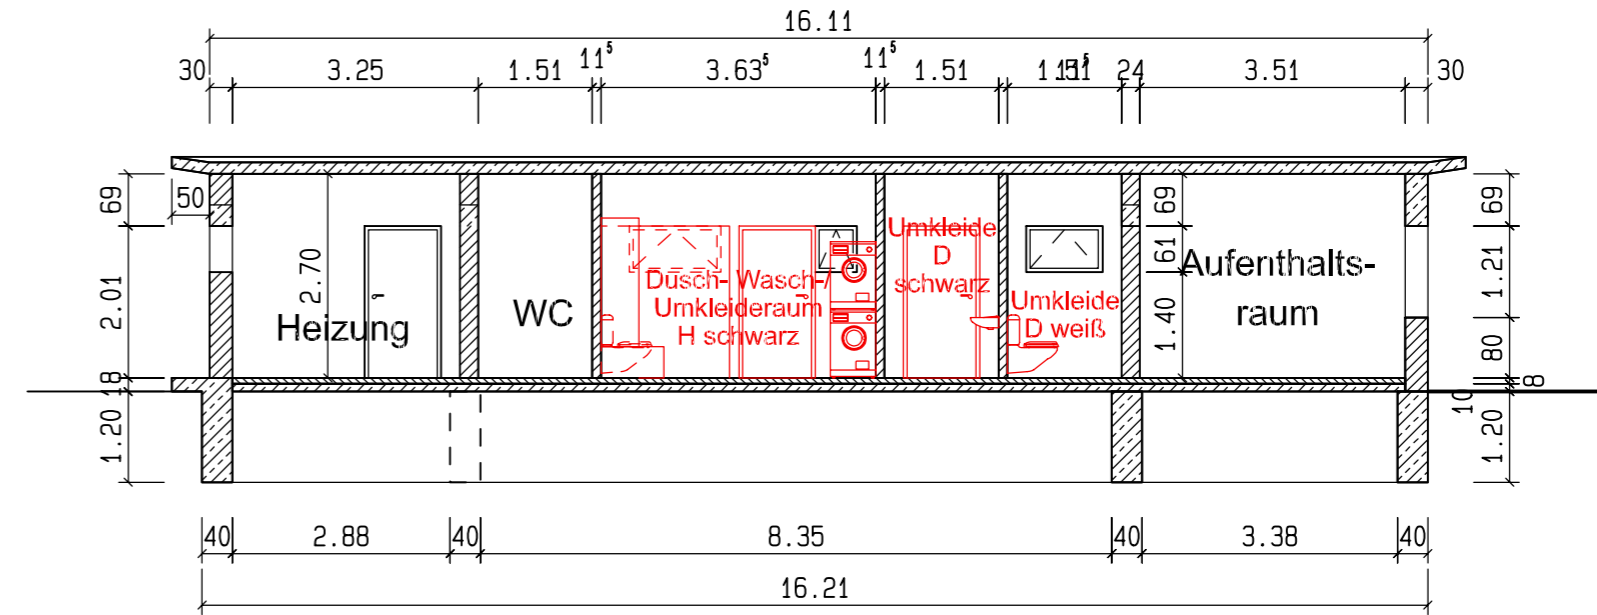 16.11
30 3.25 1.51 11⁵ 3.63⁵ 11⁵ 1.51 11⁵ 1.51 24 3.51 30
69
50
2.01
18
1.20
2.70
Heizung
WC
Dusch- Wasch-/
Umkleideraum
H schwarz
Umkleide
D
schwarz
Umkleide
D weiß
69
61
1.40
Aufenthalts-
raum
69
1.21
80
8
10
1.20
40 2.88 40 8.35 40 3.38 40
16.21